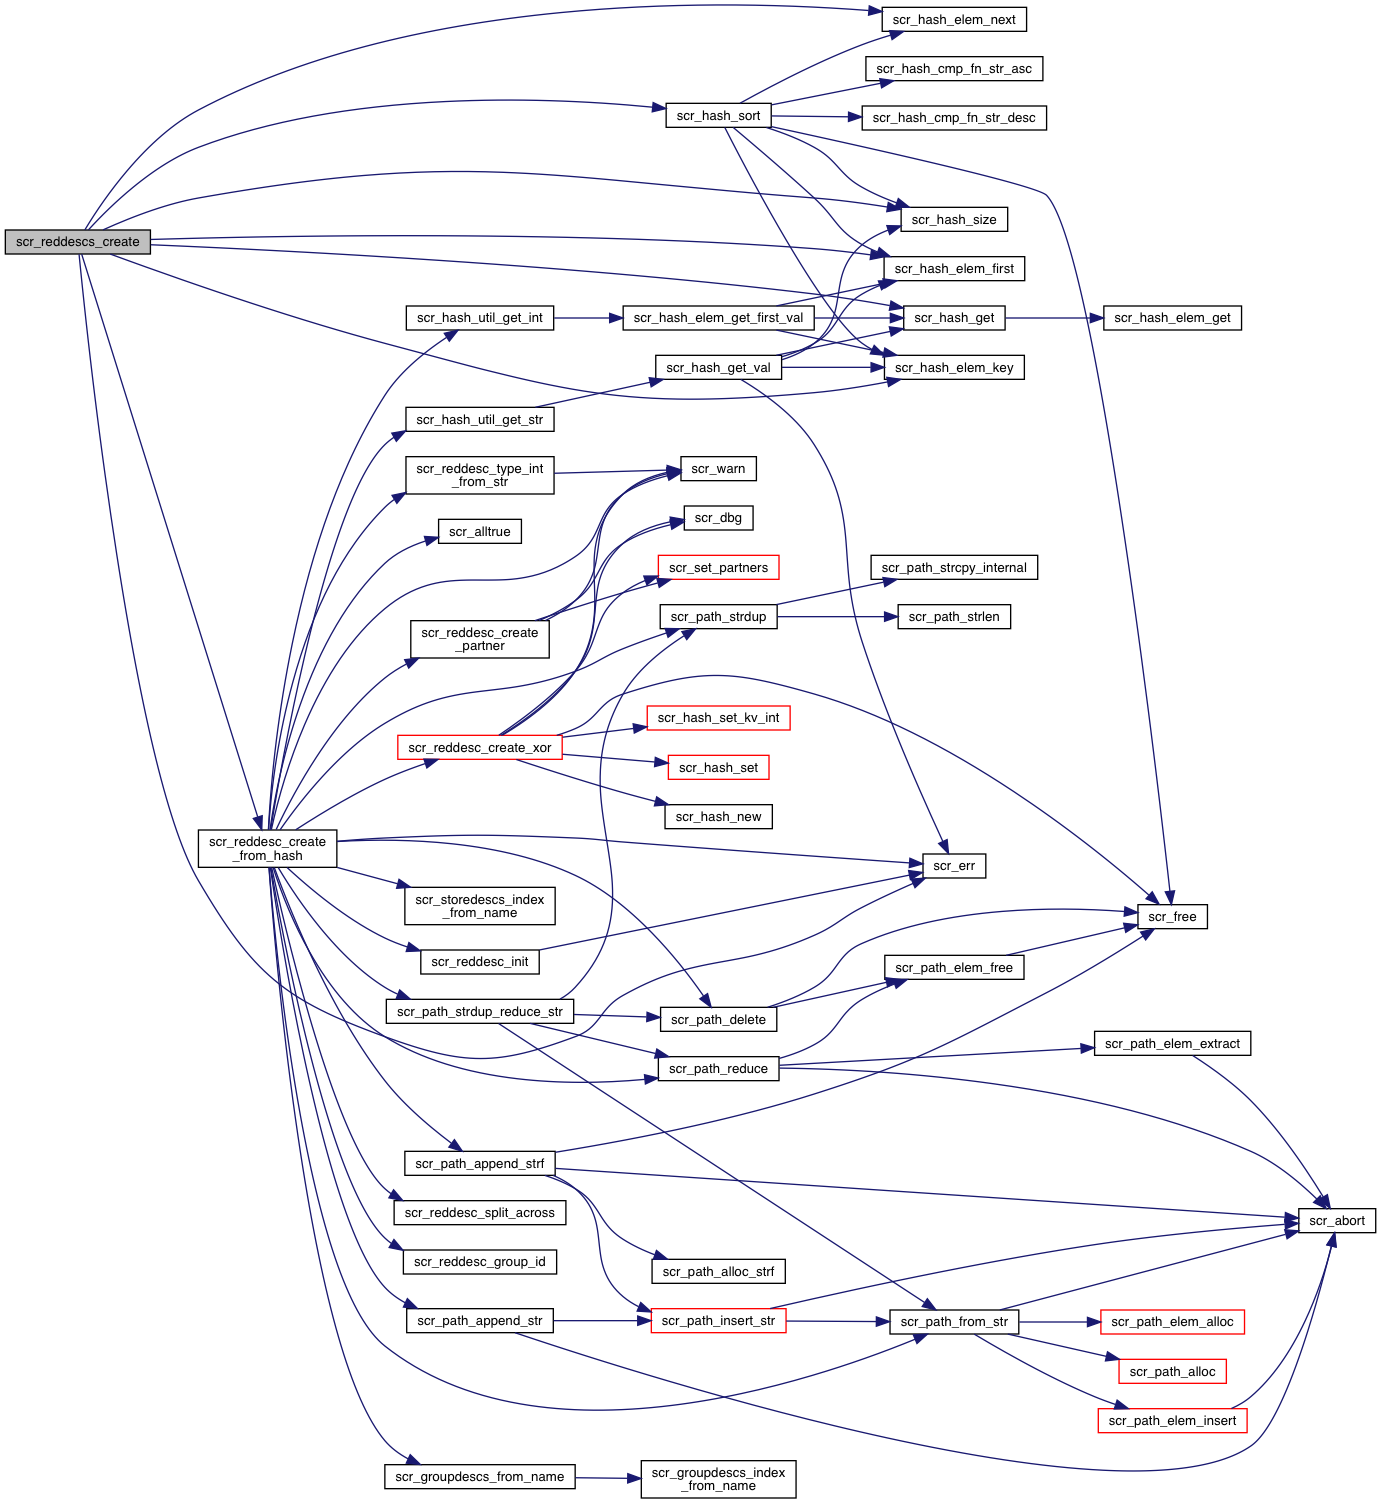 scr_hash_elem_next
scr_hash_cmp_fn_str_asc
scr_hash_sort
scr_hash_cmp_fn_str_desc
scr_hash_size
scr_reddescs_create
scr_hash_elem_first
scr_hash_util_get_int
scr_hash_elem_get_first_val
scr_hash_get
scr_hash_elem_get
scr_hash_get_val
scr_hash_elem_key
scr_hash_util_get_str
scr_reddesc_type_int
_from_str
scr_warn
scr_dbg
scr_alltrue
scr_set_partners
scr_path_strcpy_internal
scr_path_strdup
scr_path_strlen
scr_reddesc_create
_partner
scr_hash_set_kv_int
scr_reddesc_create_xor
scr_hash_set
scr_hash_new
scr_reddesc_create
_from_hash
scr_err
scr_storedescs_index
_from_name
scr_free
scr_reddesc_init
scr_path_elem_free
scr_path_strdup_reduce_str
scr_path_delete
scr_path_elem_extract
scr_path_reduce
scr_path_append_strf
scr_reddesc_split_across
scr_abort
scr_reddesc_group_id
scr_path_alloc_strf
scr_path_append_str
scr_path_insert_str
scr_path_from_str
scr_path_elem_alloc
scr_path_alloc
scr_path_elem_insert
scr_groupdescs_from_name
scr_groupdescs_index
_from_name